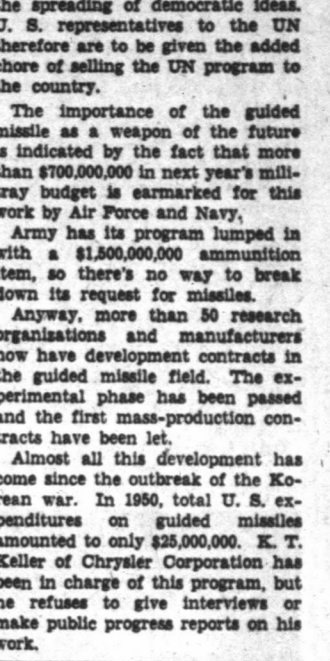 the spreading of democratic ideas.
U. S. representatives to the UN
therefore are to be given the added
chore of selling the UN program to
the country.
The importance of the guided
missile as a weapon of the future
is indicated by the fact that more
than $700,000,000 in next year's mili-
tray budget is earmarked for this
work by Air Force and Navy.
Army has its program lumped in
with a $1,500,000,000 ammunition
item, so there's no way to break
down its request for missiles.
Anyway, more than 50 research
organizations and manufacturers
now have development contracts in
the guided missile field. The ex-
perimental phase has been passed
and the first mass-production con-
tracts have been let.
Almost all this development has
come since the outbreak of the Ko-
rean war. In 1950, total U. S. ex-
penditures on guided missiles
amounted to only $25,000,000. K. T.
Keller of Chrysler Corporation has
been in charge of this program, but
he refuses to give interviews or
make public progress reports on his
work.